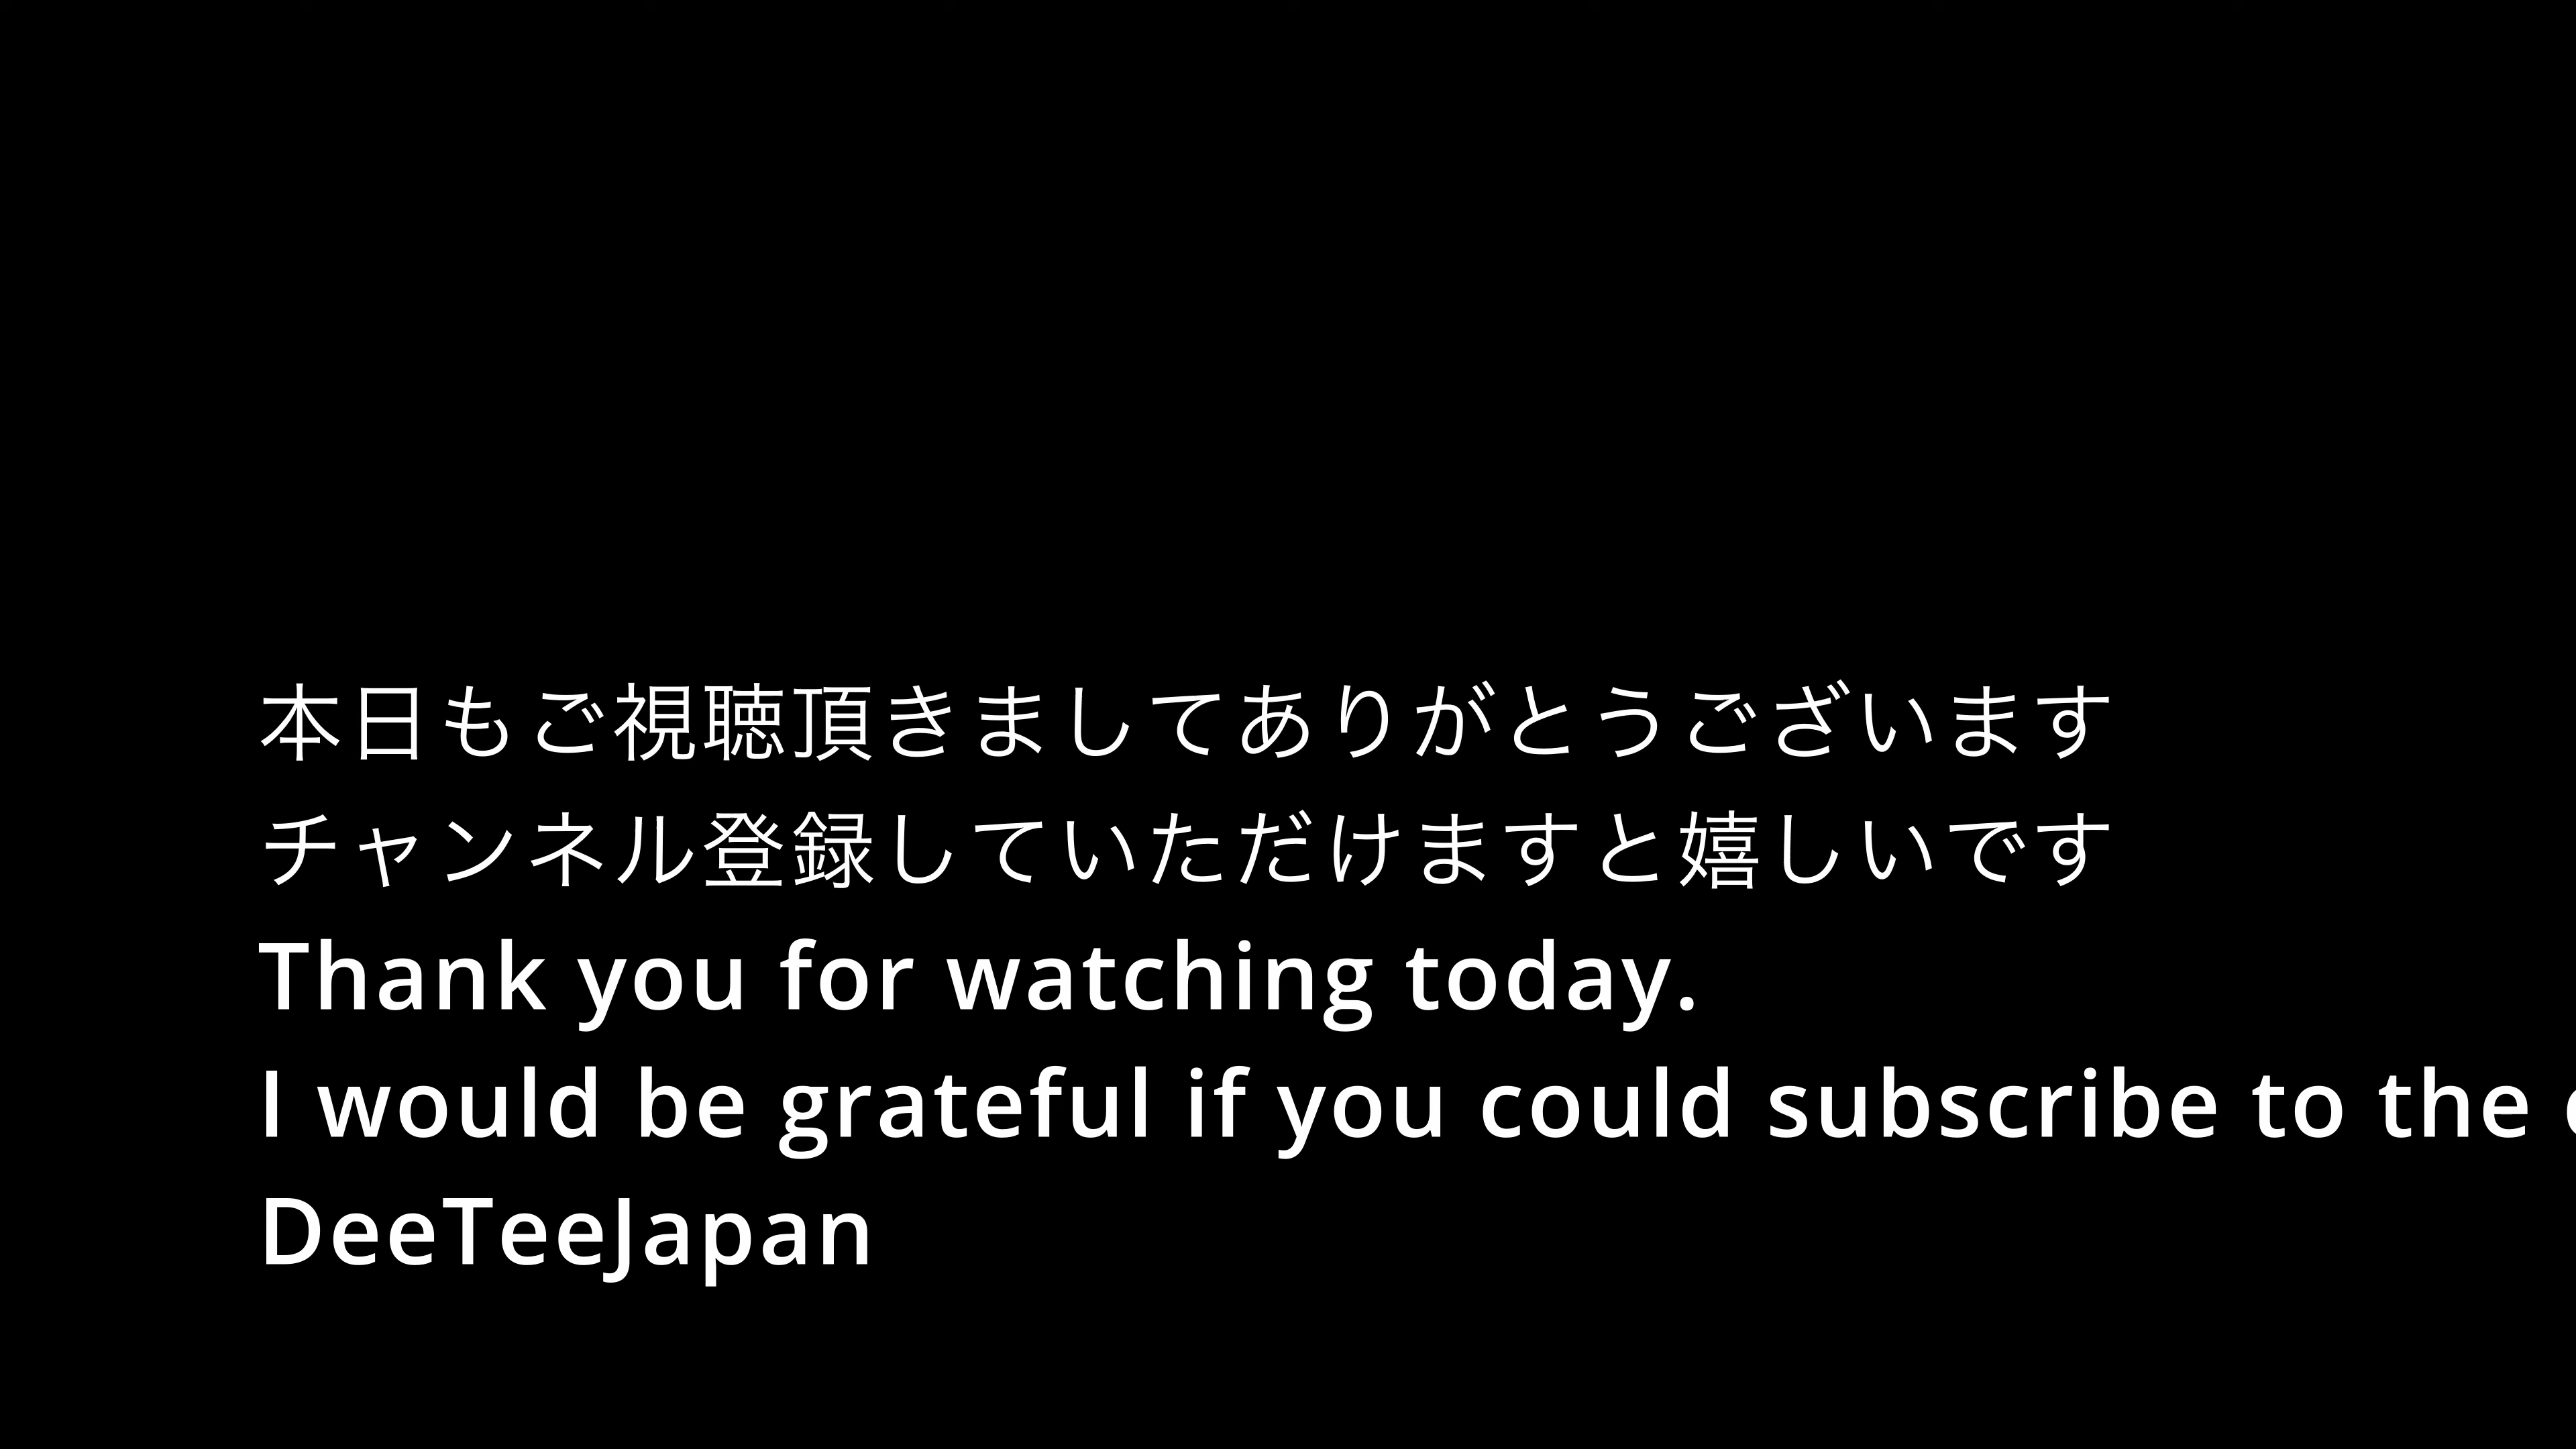 本日もご視聴頂きましてありがとうございます
チャンネル登録していただけますと嬉しいです
Thank you for watching today.
I would be grateful if you could subscribe to the
DeeTeeJapan